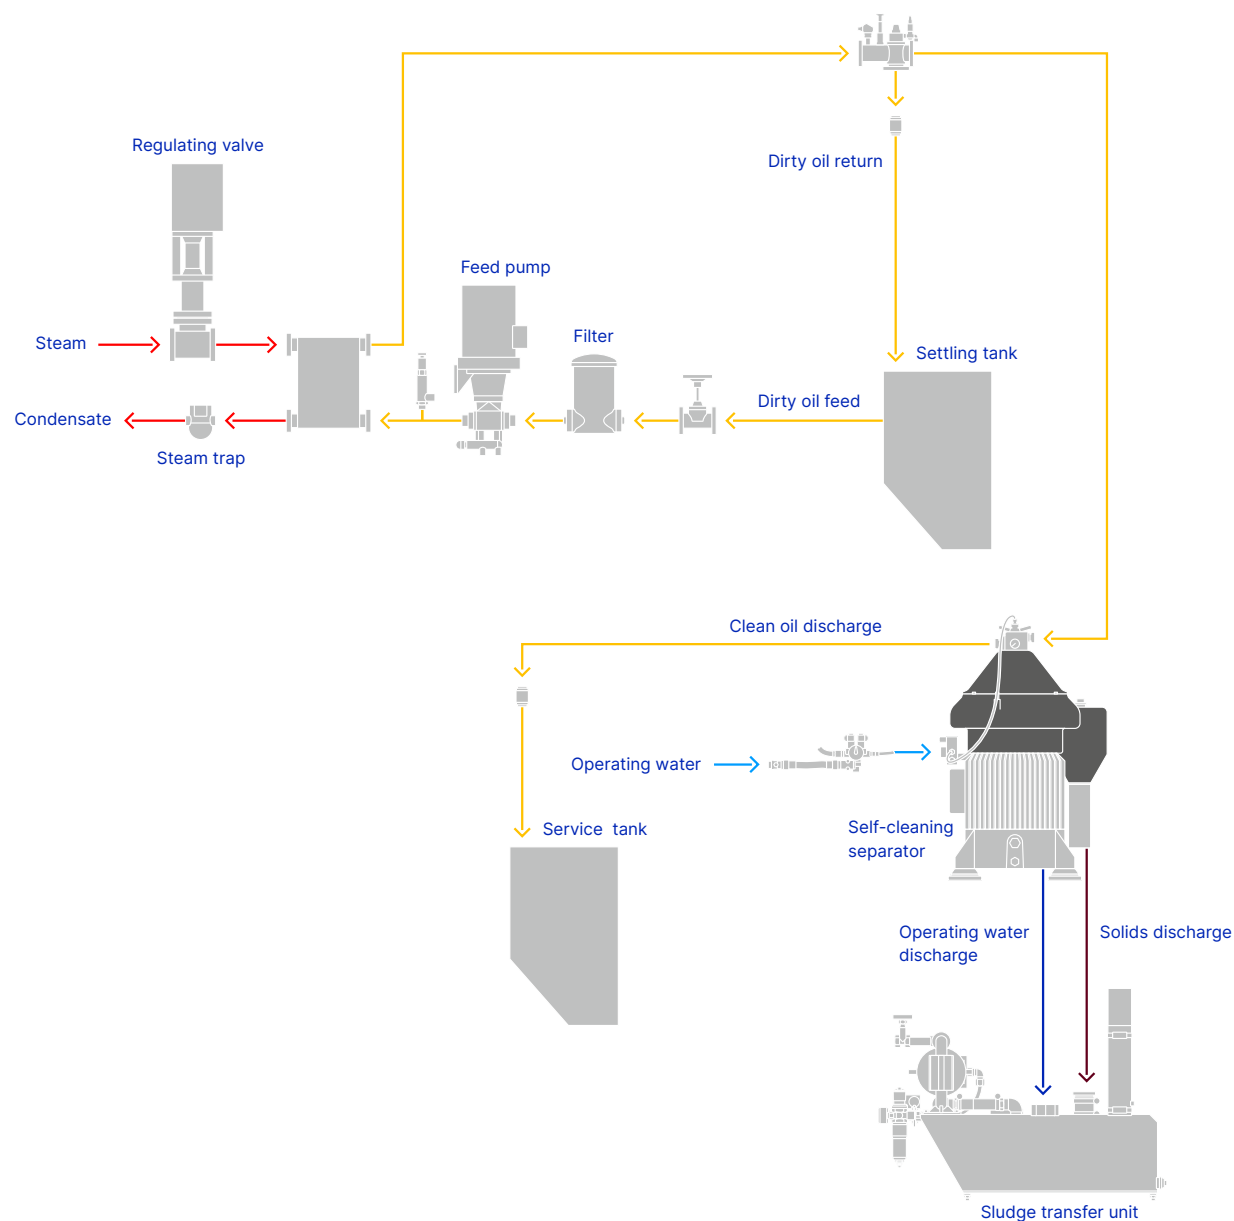 Regulating valve
Dirty oil return
Feed pump
Filter
Steam
Settling tank
Dirty oil feed
Condensate
Steam trap
Clean oil discharge
Operating water
Service tank
Self-cleaning
separator
Operating water
discharge
Solids discharge
Sludge transfer unit